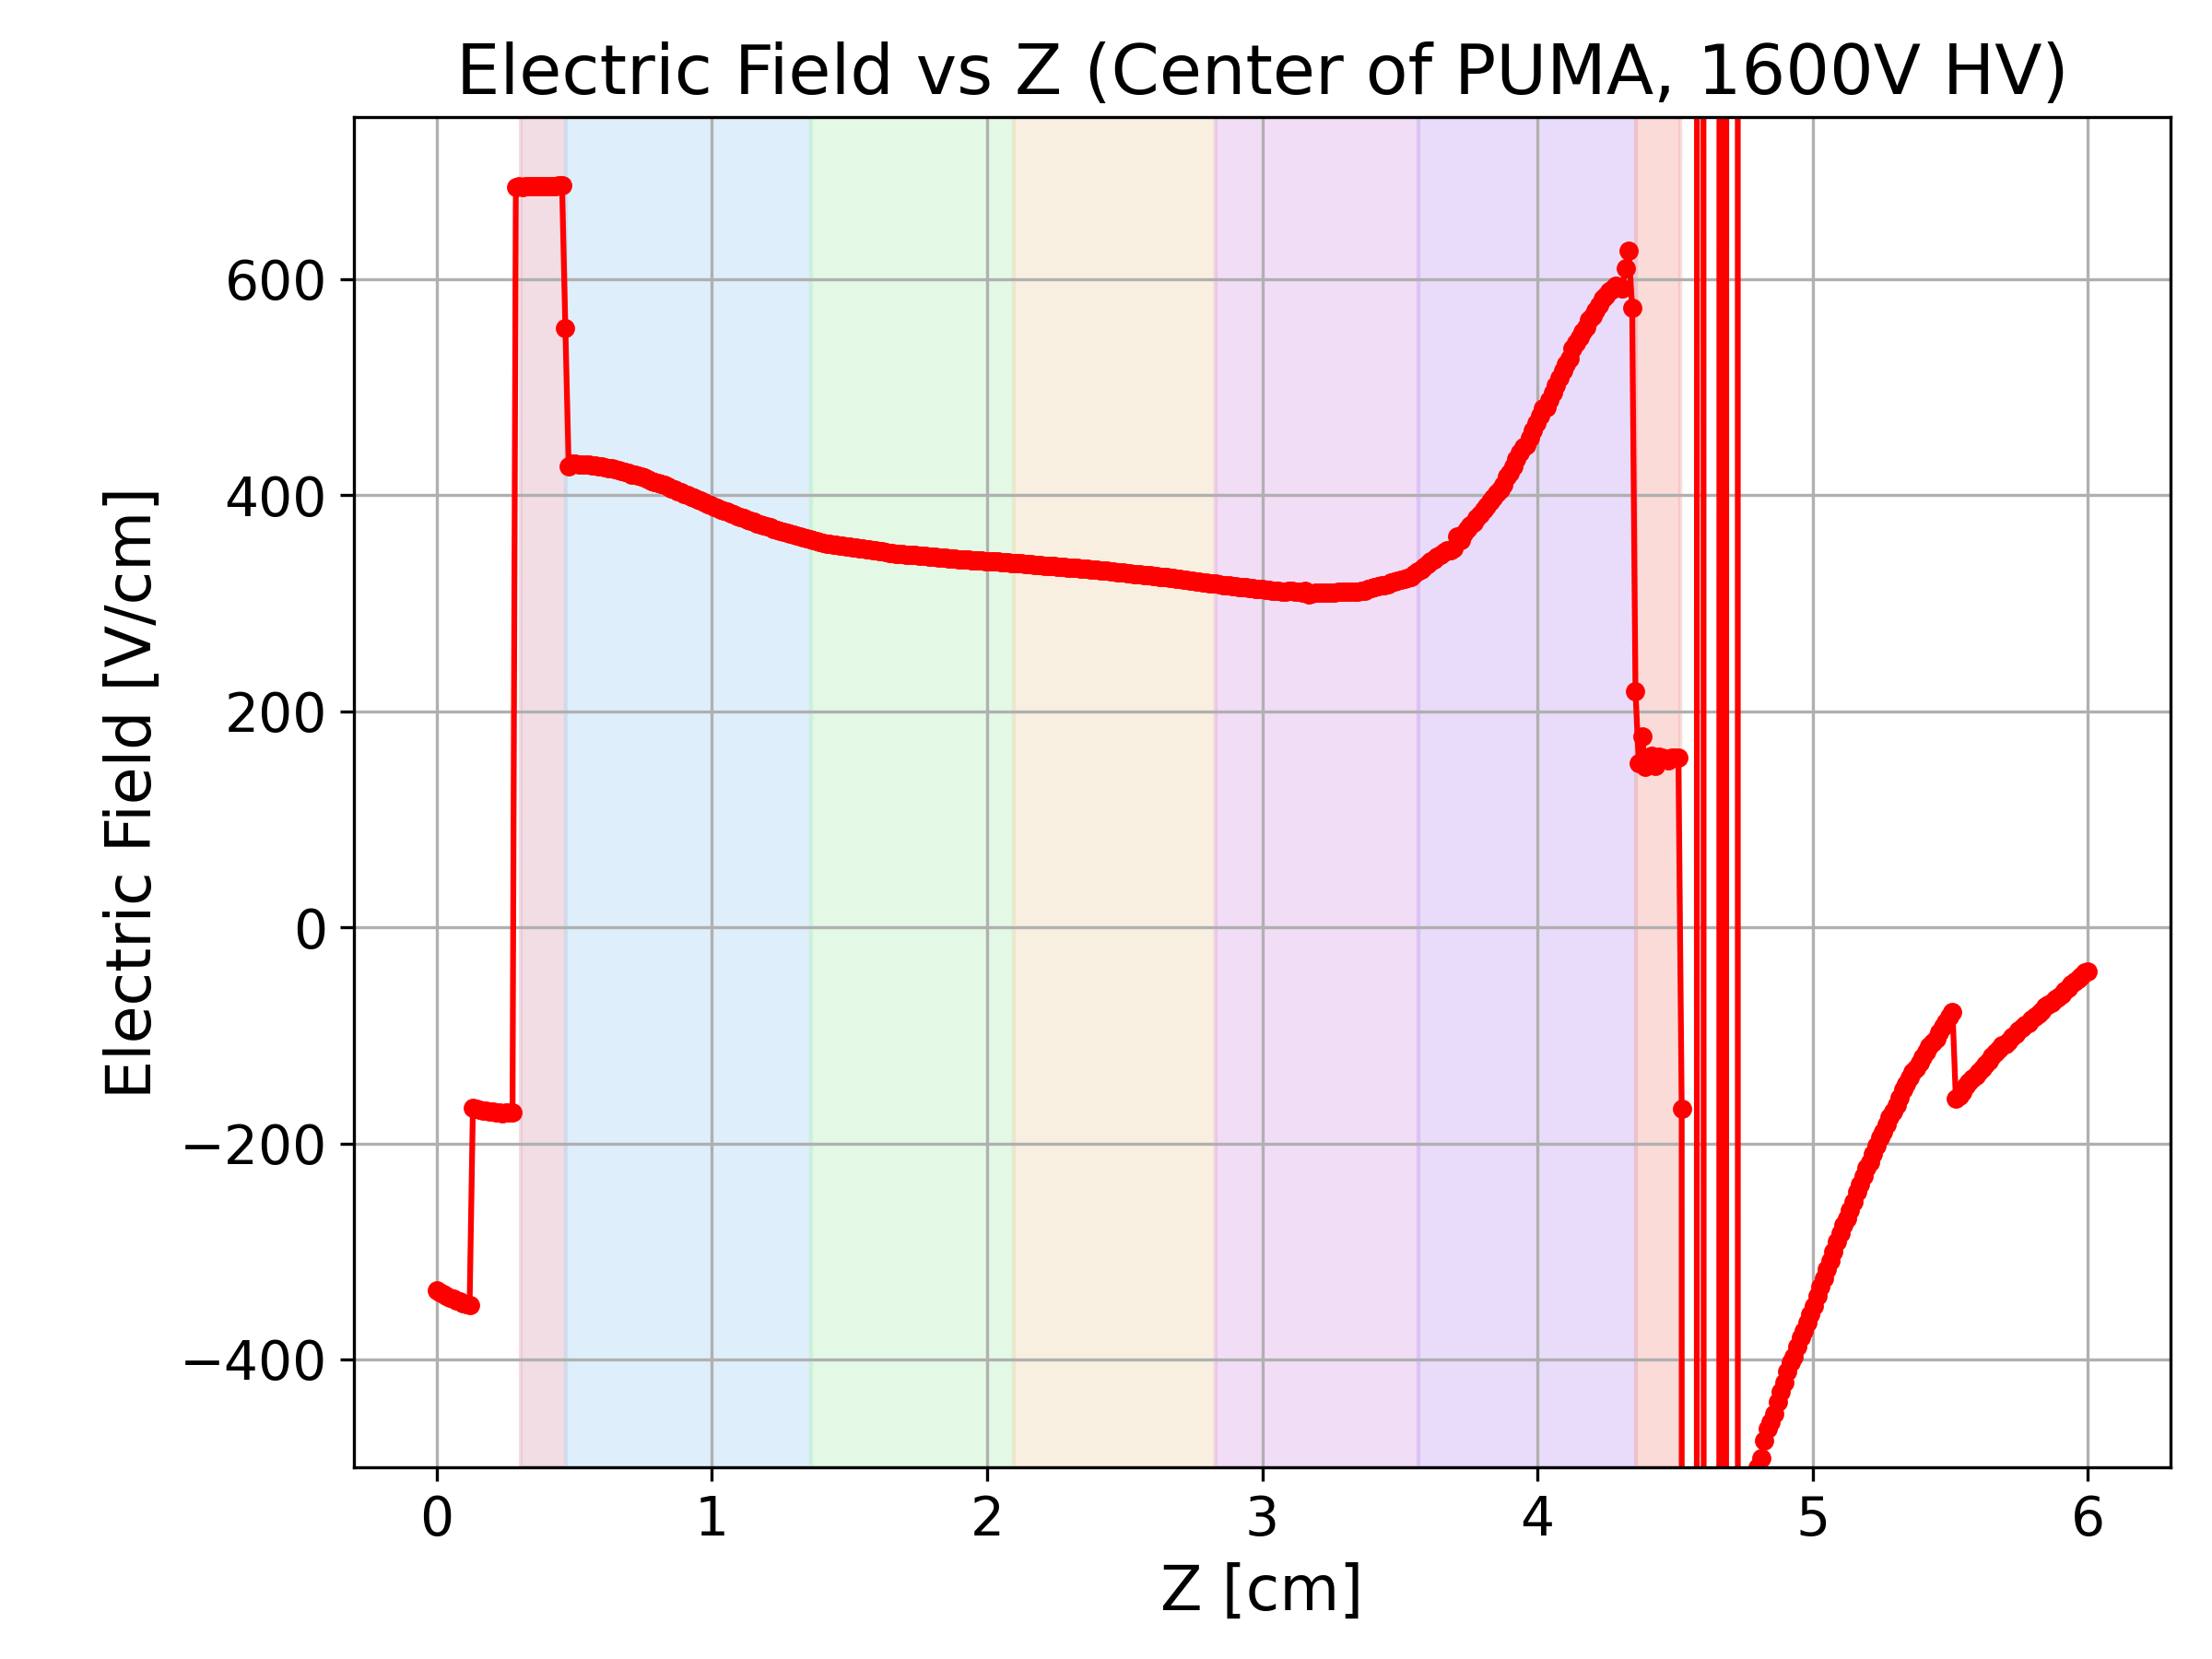 Electric Field vs Z (Center of PUMA, 1600V HV)
Electric Field [V/cm]
600
400
200
0
−200
−400
0 1 2 3 4 5 6
Z [cm]